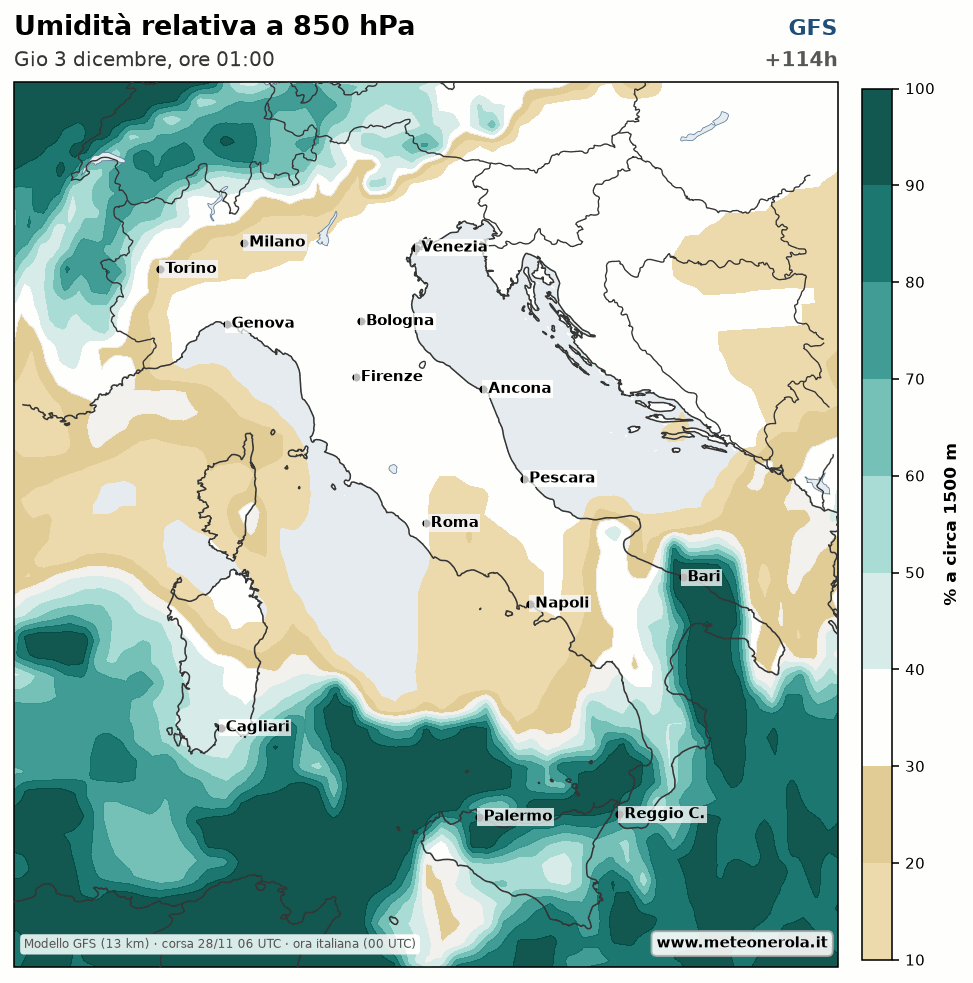 Umidità relativa a 850 hPa
GFS
Gio 3 dicembre, ore 01:00
+114h
Venezia
Milano
Torino
Genova
Bologna
Firenze
Ancona
Pescara
Roma
Bari
Napoli
Cagliari
Palermo
Reggio C.
100
90
80
70
60
50
40
30
20
10
% a circa 1500 m
Modello GFS (13 km) · corsa 28/11 06 UTC · ora italiana (00 UTC)
www.meteonerola.it